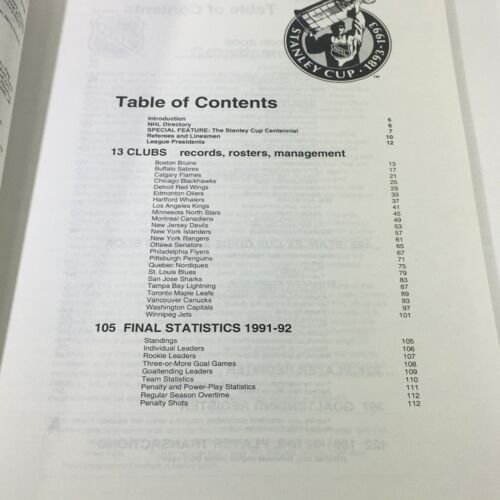 STANLEY CUP · 1893-1993
Table of Contents
Introduction 5
NHL Directory 6
SPECIAL FEATURE: The Stanley Cup Centennial 7
Referees and Linesmen 10
League Presidents 12
13 CLUBS records, rosters, management
Boston Bruins 13
Buffalo Sabres 17
Calgary Flames 21
Chicago Blackhawks 25
Detroit Red Wings 29
Edmonton Oilers 33
Hartford Whalers 37
Los Angeles Kings 41
Minnesota North Stars 45
Montreal Canadiens 49
New Jersey Devils 53
New York Islanders 57
New York Rangers 61
Ottawa Senators 65
Philadelphia Flyers 67
Pittsburgh Penguins 71
Quebec Nordiques 75
St. Louis Blues 79
San Jose Sharks 83
Tampa Bay Lightning 87
Toronto Maple Leafs 89
Vancouver Canucks 93
Washington Capitals 97
Winnipeg Jets 101
105 FINAL STATISTICS 1991-92
Standings 105
Individual Leaders 106
Rookie Leaders 107
Three-or-More Goal Games 108
Goaltending Leaders 109
Team Statistics 110
Penalty and Power-Play Statistics 111
Regular Season Overtime 112
Penalty Shots 112